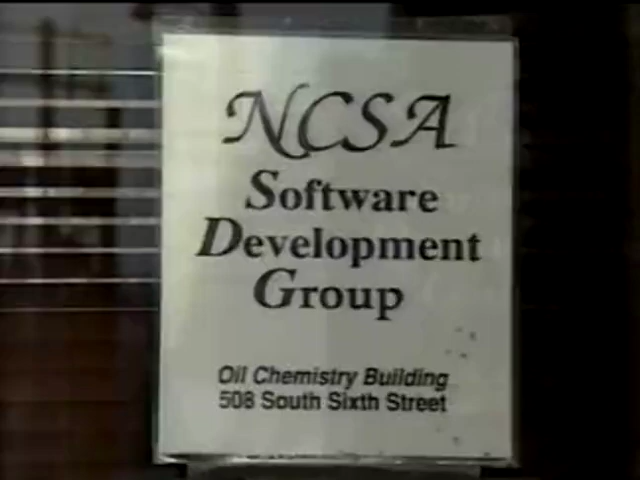 NCSA
Software
Development
Group
Oil Chemistry Building
508 South Sixth Street